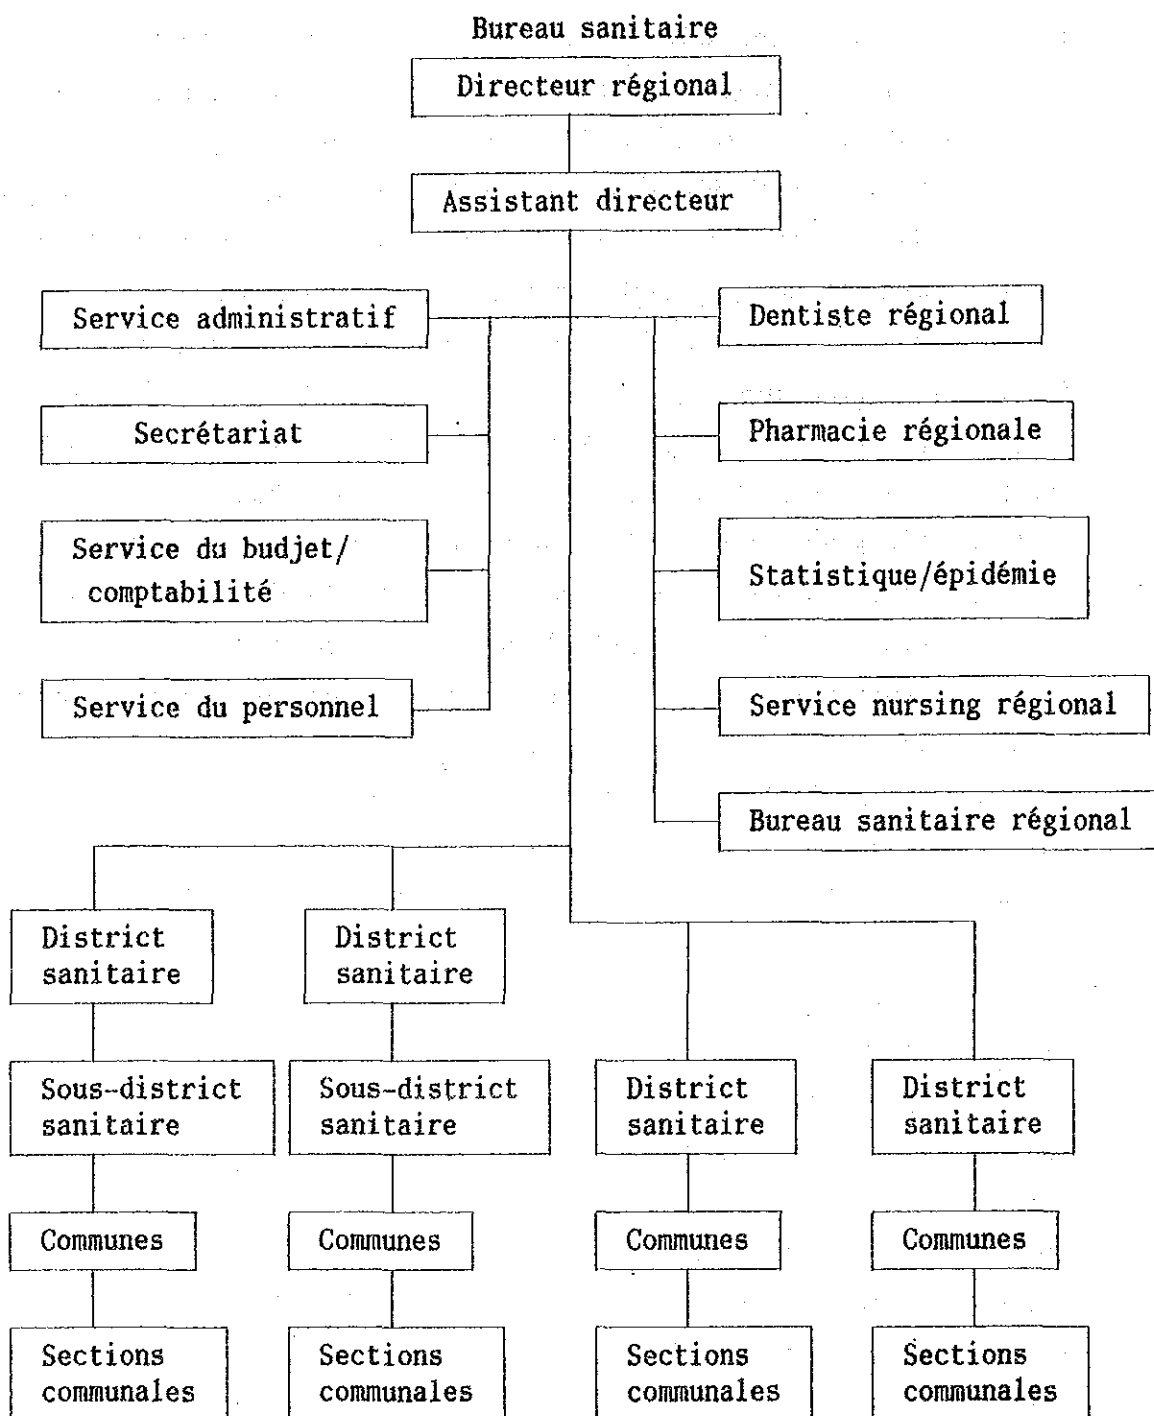 Bureau sanitaire
Directeur régional
Assistant directeur
Service administratif
Dentiste régional
Secrétariat
Pharmacie régionale
Service du budjet/
comptabilité
Statistique/épidémie
Service du personnel
Service nursing régional
Bureau sanitaire régional
District
sanitaire
District
sanitaire
Sous-district
sanitaire
Sous-district
sanitaire
District
sanitaire
District
sanitaire
Communes
Communes
Communes
Communes
Sections
communales
Sections
communales
Sections
communales
Sections
communales